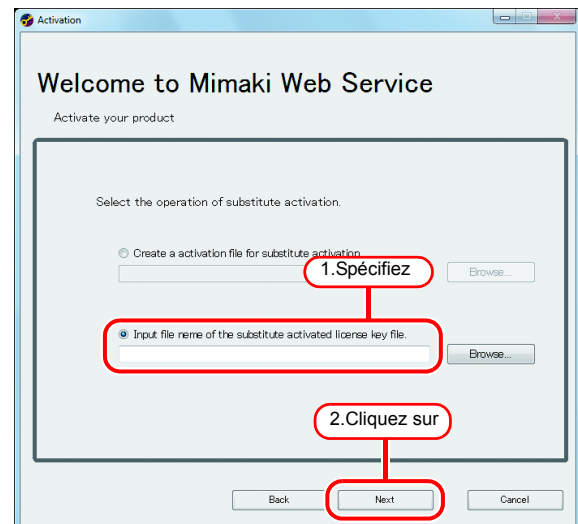 Activation
Welcome to Mimaki Web Service
Activate your product
Select the operation of substitute activation.
Create a activation file for substitute activation
1.Spécifiez
Browse...
Input file name of the substitute activated license key file.
Browse...
2.Cliquez sur
Back
Next
Cancel